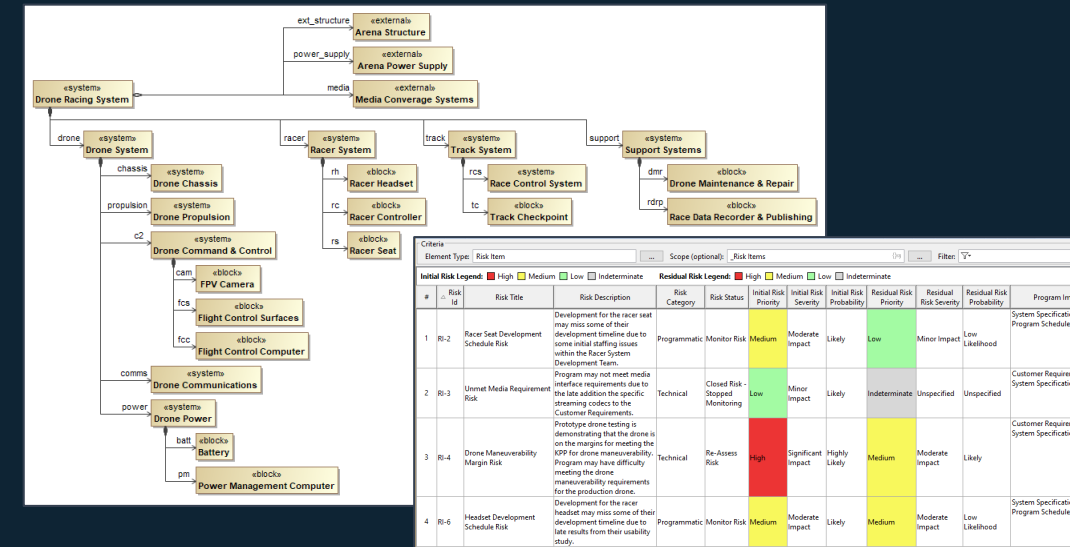 ext_structure
«external»
Arena Structure
power_supply
«external»
Arena Power Supply
«system»
Drone Racing System
media
«external»
Media Converage Systems
drone
«system»
Drone System
racer
«system»
Racer System
track
«system»
Track System
support
«system»
Support Systems
chassis
«system»
Drone Chassis
propulsion
«system»
Drone Propulsion
c2
«system»
Drone Command & Control
cam
«block»
FPV Camera
fcs
«block»
Flight Control Surfaces
fcc
«block»
Flight Control Computer
comms
«system»
Drone Communications
power
«system»
Drone Power
batt
«block»
Battery
pm
«block»
Power Management Computer
rh
«block»
Racer Headset
rc
«block»
Racer Controller
rs
«block»
Racer Seat
rcs
«system»
Race Control System
tc
«block»
Track Checkpoint
dmr
«block»
Drone Maintenance & Repair
rdrp
«block»
Race Data Recorder & Publishing
Criteria
Element Type: Risk Item ... Scope (optional): _Risk Items ... Filter:
Initial Risk Legend: High Medium Low Indeterminate Residual Risk Legend: High Medium Low Indeterminate
# Risk Id Risk Title Risk Description Risk Category Risk Status Initial Risk Priority Initial Risk Severity Initial Risk Probability Residual Risk Priority Residual Risk Severity Residual Risk Probability Program Im
1 RI-2
Racer Seat Development
Schedule Risk
Development for the racer seat
may miss some of their
development timeline due to
some initial staffing issues
within the Racer System
Development Team.
Programmatic
Monitor Risk
Medium
Moderate
Impact
Likely
Low
Minor Impact
Low
Likelihood
System Specificatio
Program Schedule
2 RI-3
Unmet Media Requirement
Risk
Program may not meet media
interface requirements due to
the late addition the specific
streaming codecs to the
Customer Requirements.
Technical
Closed Risk -
Stopped
Monitoring
Low
Minor
Impact
Likely
Indeterminate
Unspecified
Unspecified
Customer Require
System Specificati
3 RI-4
Drone Maneuverability
Margin Risk
Prototype drone testing is
demonstrating that the drone is
on the margins for meeting the
KPP for drone maneuverability.
Program may have difficulty
meeting the drone
maneuverability requirements
for the production drone.
Technical
Re-Assess
Risk
High
Significant
Impact
Highly
Likely
Medium
Moderate
Impact
Likely
Customer Require
System Specificati
4 RI-6
Headset Development
Schedule Risk
Development for the racer
headset may miss some of their
development timeline due to
late results from their usability
study.
Programmatic
Monitor Risk
Medium
Moderate
Impact
Likely
Medium
Moderate
Impact
Low
Likelihood
System Specificati
Program Schedule